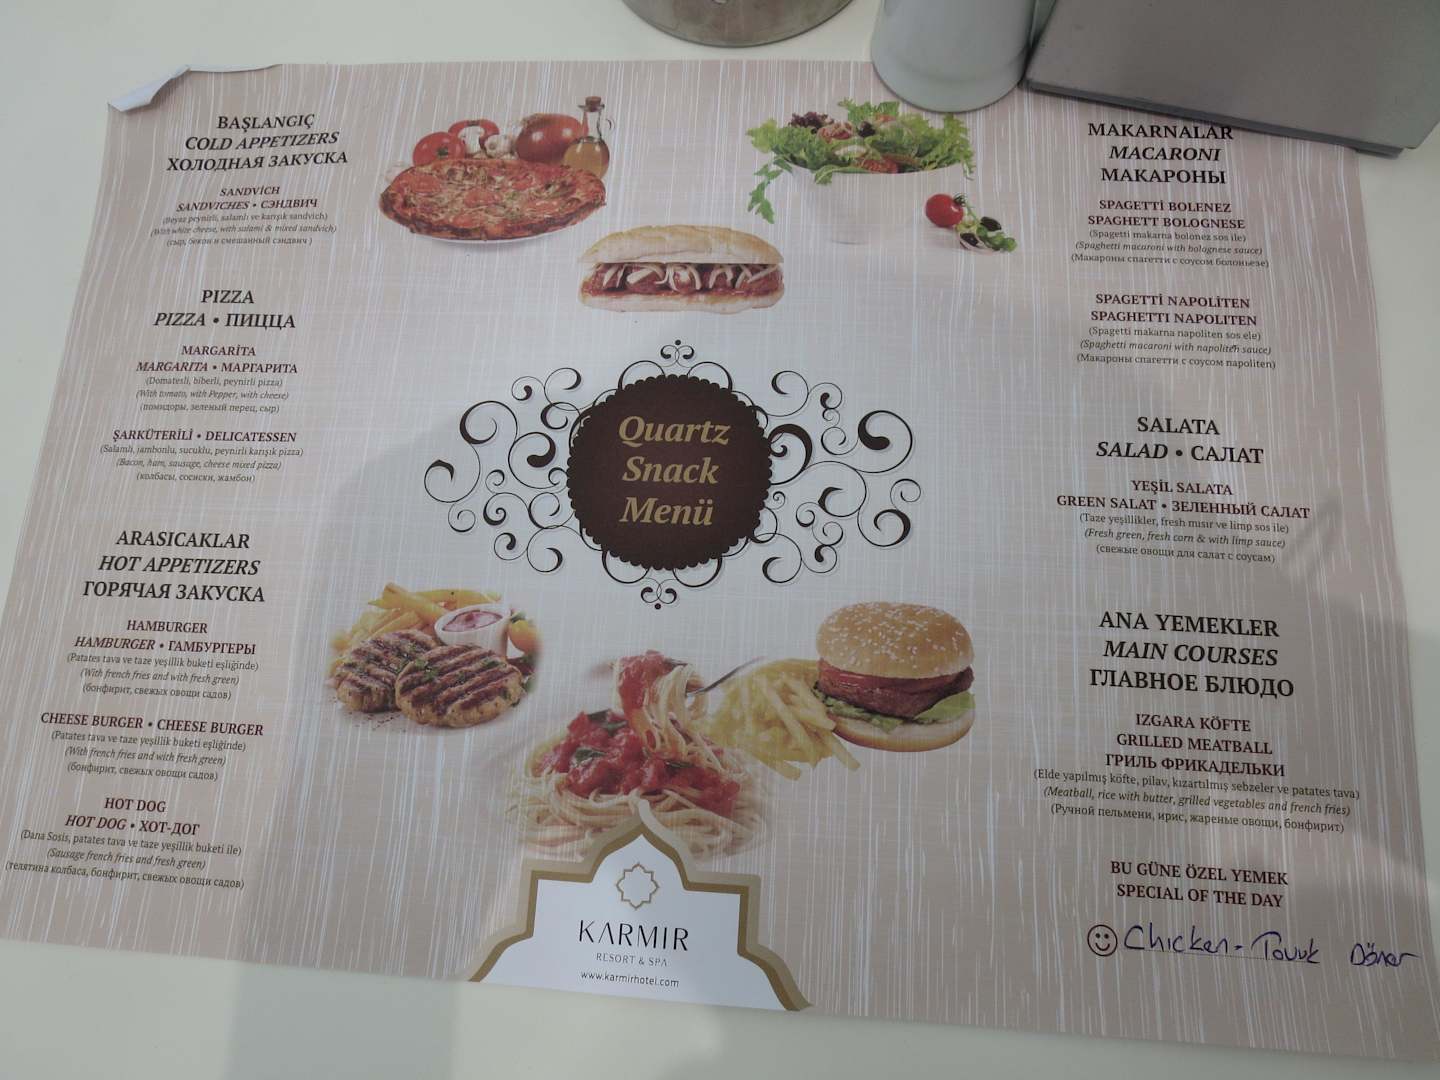 BAŞLANGIÇ
COLD APPETIZERS
ХОЛОДНАЯ ЗАКУСКА
SANDVİCH
SANDVICHES • СЭНДВИЧ
(Beyaz peynirli, salamlı ve karışık sandvich)
(With white cheese, with salami & mixed sandvich)
(сыр, бекон и смешанный сэндвич )
PIZZA
PIZZA • ПИЦЦА
MARGARİTA
MARGARITA • МАРГАРИТА
(Domatesli, biberli, peynirli pizza)
(With tomato, with Pepper, with cheese)
(помидоры, зеленый перец, сыр)
ŞARKÜTERİLİ • DELICATESSEN
(Salamlı, jambonlu, sucuklu, peynirli karışık pizza)
(Bacon, ham, sausage, cheese mixed pizza)
(колбасы, сосиски, жамбон)
ARASICAKLAR
HOT APPETIZERS
ГОРЯЧАЯ ЗАКУСКА
HAMBURGER
HAMBURGER • ГАМБУРГЕРЫ
(Patates tava ve taze yeşillik buketi eşliğinde)
(With french fries and with fresh green)
(бонфирит, свежых овощи садов)
CHEESE BURGER • CHEESE BURGER
(Patates tava ve taze yeşillik buketi eşliğinde)
(With french fries and with fresh green)
(бонфирит, свежых овощи садов)
HOT DOG
HOT DOG • ХОТ-ДОГ
(Dana Sosis, patates tava ve taze yeşillik buketi ile)
(Sausage french fries and fresh green)
(телятина колбаса, бонфирит, свежых овощи садов)
Quartz
Snack
Menü
KARMIR
RESORT & SPA
www.karmirhotel.com
MAKARNALAR
MACARONI
МАКАРОНЫ
SPAGETTİ BOLENEZ
SPAGHETT BOLOGNESE
(Spagetti makarna bolonez sos ile)
(Spaghetti macaroni with bolognese sauce)
(Макароны спагетти с соусом болоньезе)
SPAGETTİ NAPOLİTEN
SPAGHETTI NAPOLITEN
(Spagetti makarna napoliten sos ele)
(Spaghetti macaroni with napoliten sauce)
(Макароны спагетти с соусом napoliten)
SALATA
SALAD • САЛАТ
YEŞİL SALATA
GREEN SALAT • ЗЕЛЕННЫЙ САЛАТ
(Taze yeşillikler, fresh mısır ve limp sos ile)
(Fresh green, fresh corn & with limp sauce)
(свежые овощи для салат с соусам)
ANA YEMEKLER
MAIN COURSES
ГЛАВНОЕ БЛЮДО
IZGARA KÖFTE
GRILLED MEATBALL
ГРИЛЬ ФРИКАДЕЛЬКИ
(Elde yapılmış köfte, pilav, kızartılmış sebzeler ve patates tava)
(Meatball, rice with butter, grilled vegetables and french fries)
(Ручной пельмени, ирис, жареные овощи, бонфирит)
BU GÜNE ÖZEL YEMEK
SPECIAL OF THE DAY
Chicken - Tavuk Döner